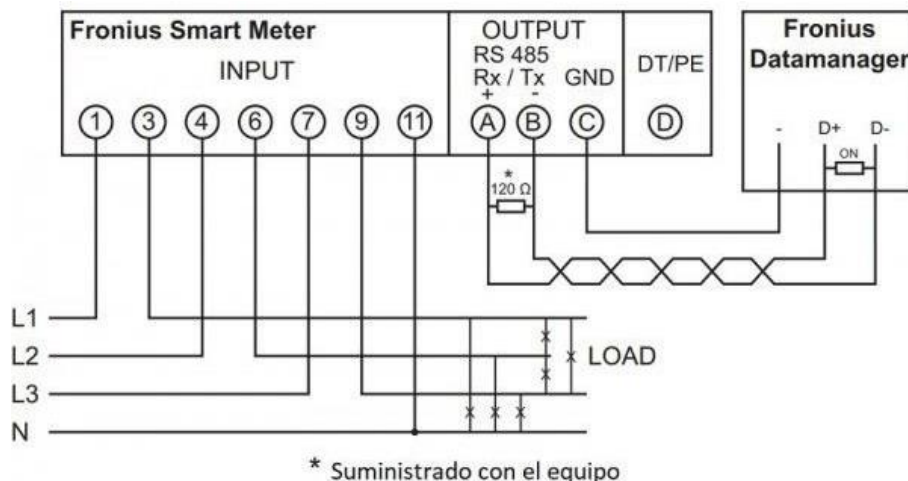 Fronius Smart Meter
INPUT
1 3 4 6 7 9 11
OUTPUT
RS 485
Rx / Tx
+ -
GND
A B C
DT/PE
D
Fronius
Datamanager
- D+ D-
ON
*
120 Ω
L1
L2
L3
N
LOAD
* Suministrado con el equipo